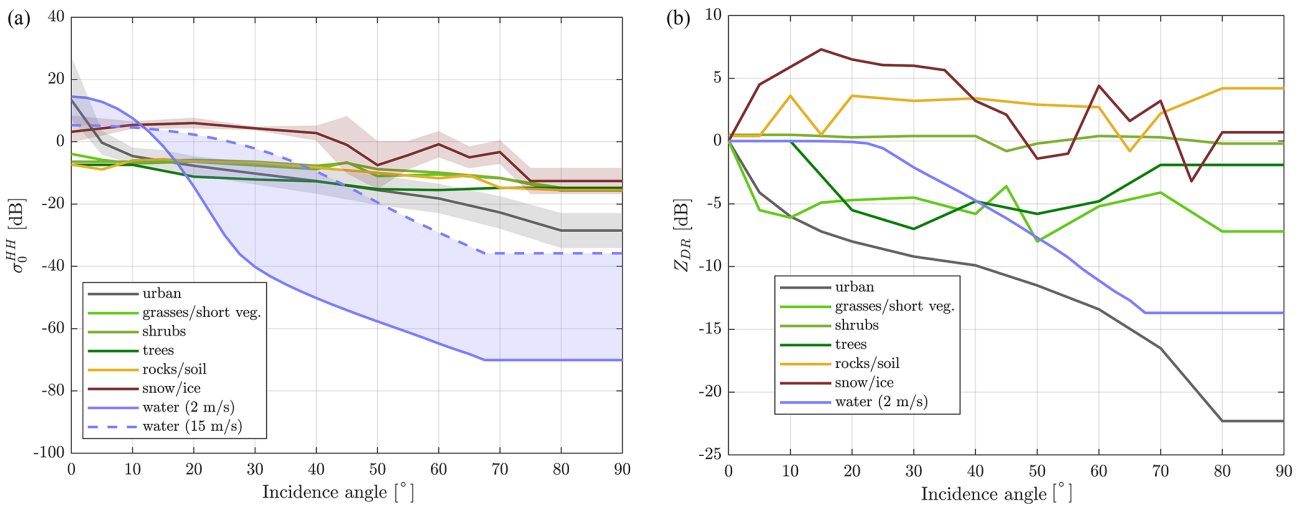 (a)
40
20
0
-20
-40
-60
-80
-100
σ₀ᴴᴴ [dB]
urban
grasses/short veg.
shrubs
trees
rocks/soil
snow/ice
water (2 m/s)
water (15 m/s)
0 10 20 30 40 50 60 70 80 90
Incidence angle [°]
(b)
10
5
0
-5
-10
-15
-20
-25
Z_DR [dB]
urban
grasses/short veg.
shrubs
trees
rocks/soil
snow/ice
water (2 m/s)
0 10 20 30 40 50 60 70 80 90
Incidence angle [°]